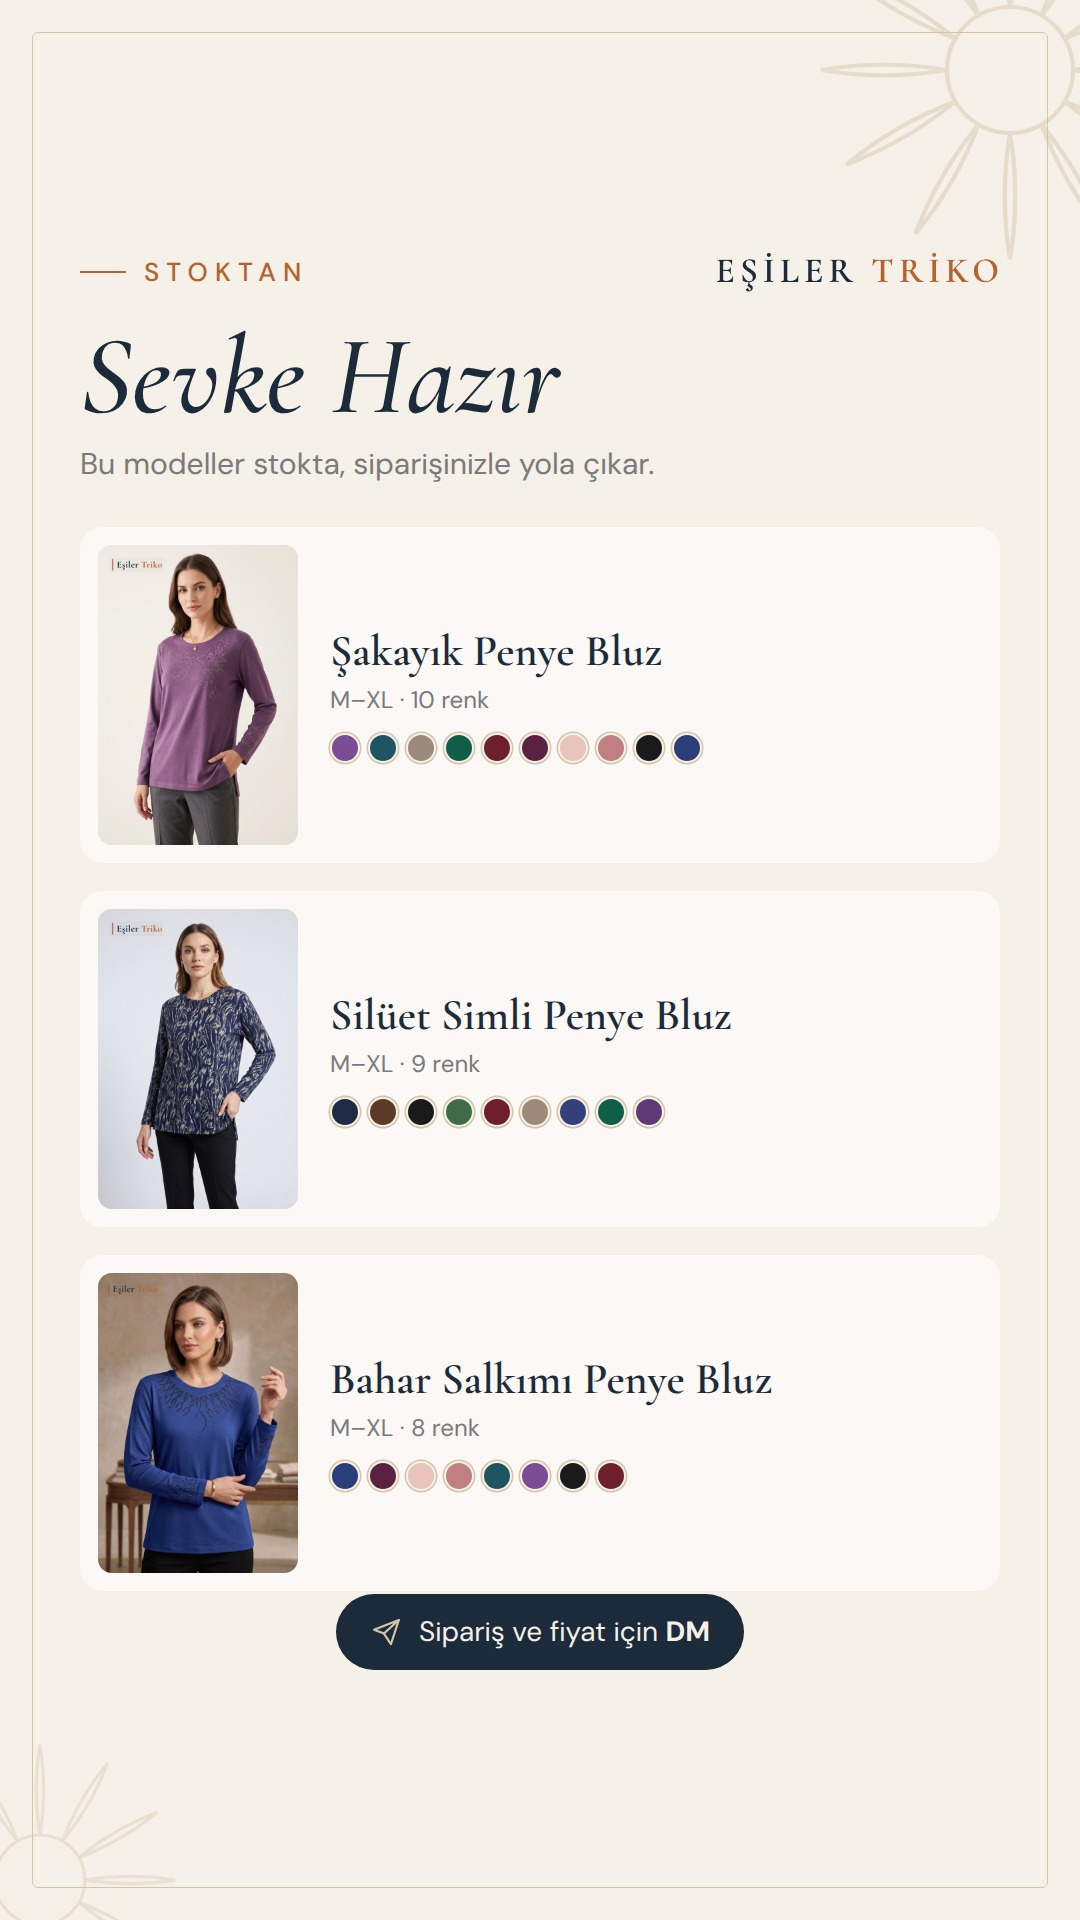 STOKTAN
EŞİLER TRİKO
Sevke Hazır
Bu modeller stokta, siparişinizle yola çıkar.
Eşiler Triko
Şakayık Penye Bluz
M–XL · 10 renk
Eşiler Triko
Silüet Simli Penye Bluz
M–XL · 9 renk
Eşiler Triko
Bahar Salkımı Penye Bluz
M–XL · 8 renk
Sipariş ve fiyat için DM